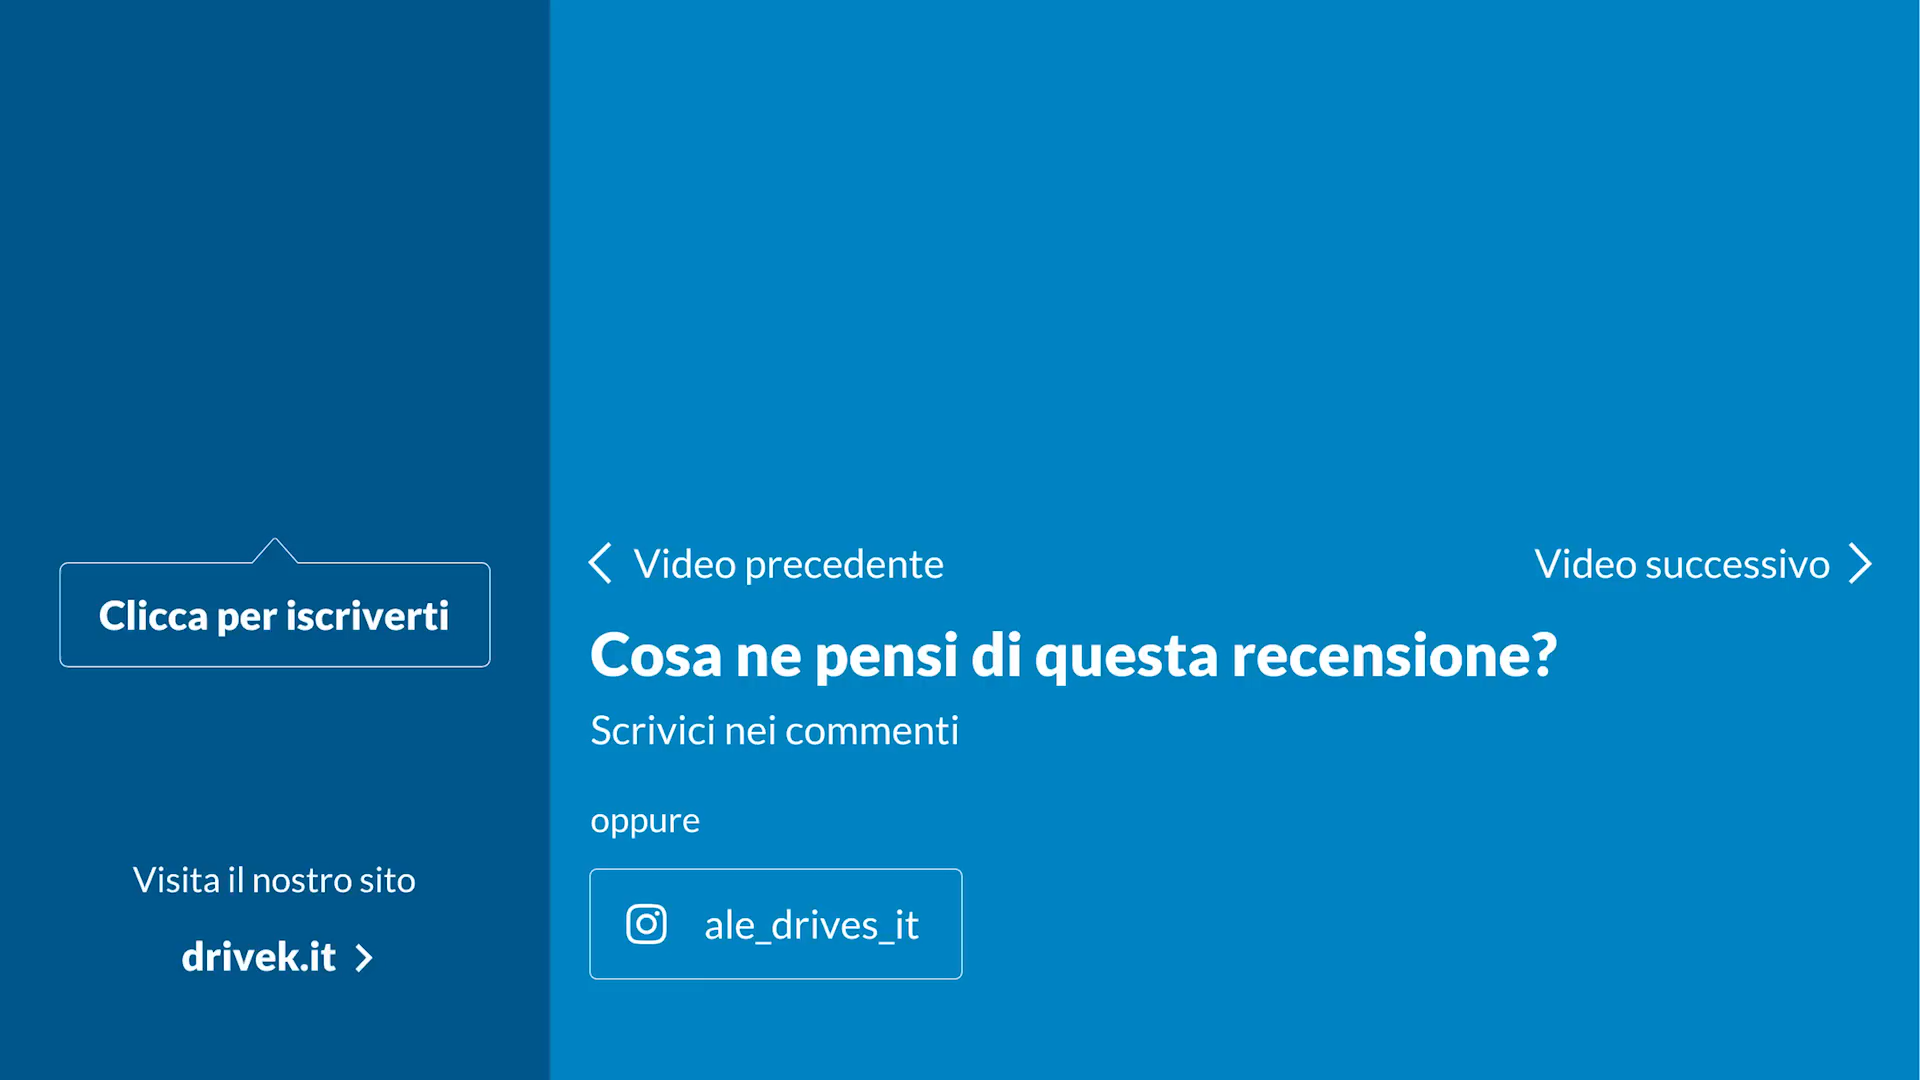 Clicca per iscriverti
Visita il nostro sito
drivek.it
Video precedente
Video successivo
Cosa ne pensi di questa recensione?
Scrivici nei commenti
oppure
ale_drives_it